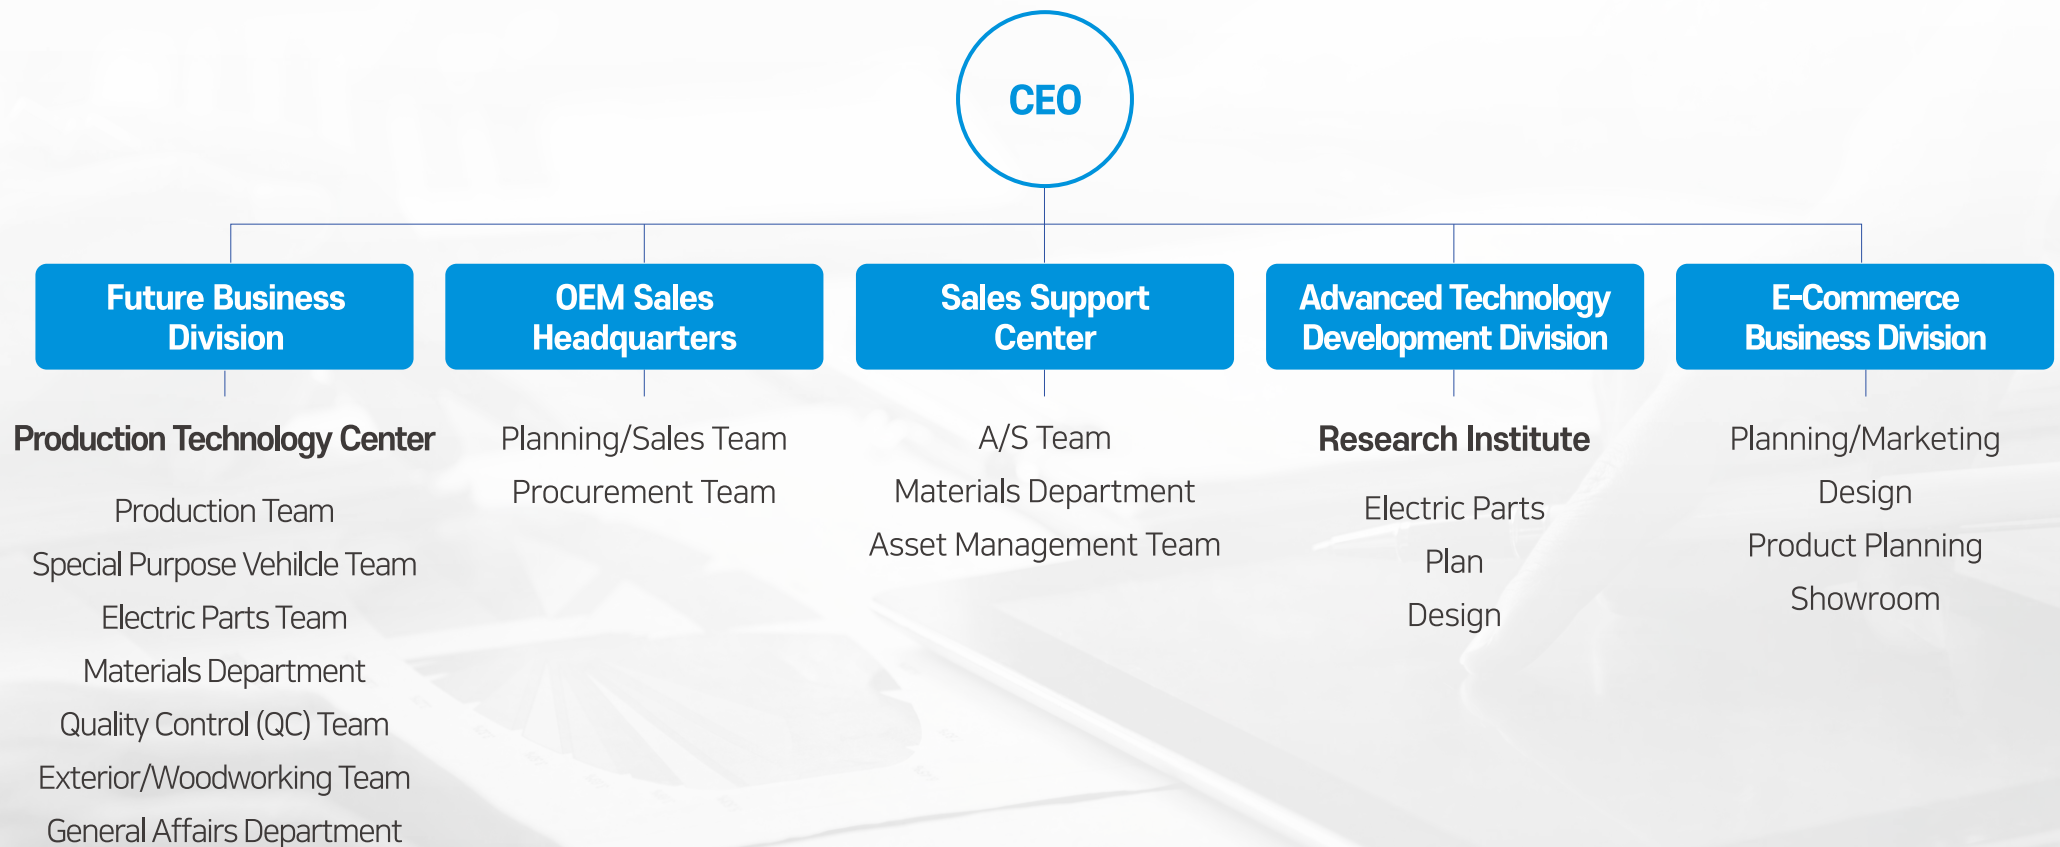 CEO
Future Business
Division
OEM Sales
Headquarters
Sales Support
Center
Advanced Technology
Development Division
E-Commerce
Business Division
Production Technology Center
Production Team
Special Purpose Vehilcle Team
Electric Parts Team
Materials Department
Quality Control (QC) Team
Exterior/Woodworking Team
General Affairs Department
Planning/Sales Team
Procurement Team
A/S Team
Materials Department
Asset Management Team
Research Institute
Electric Parts
Plan
Design
Planning/Marketing
Design
Product Planning
Showroom